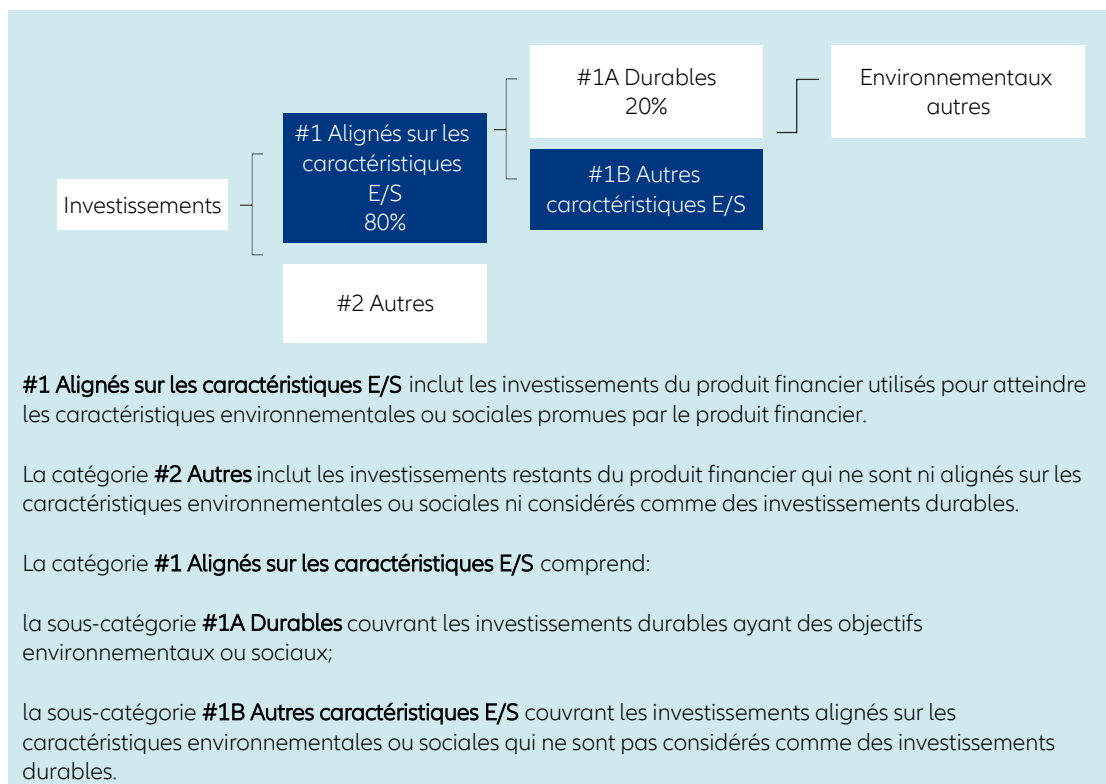 #1A Durables
20%
Environnementaux
autres
#1 Alignés sur les
caractéristiques
E/S
80%
#1B Autres
caractéristiques E/S
Investissements
#2 Autres
#1 Alignés sur les caractéristiques E/S inclut les investissements du produit financier utilisés pour atteindre
les caractéristiques environnementales ou sociales promues par le produit financier.
La catégorie #2 Autres inclut les investissements restants du produit financier qui ne sont ni alignés sur les
caractéristiques environnementales ou sociales ni considérés comme des investissements durables.
La catégorie #1 Alignés sur les caractéristiques E/S comprend:
la sous-catégorie #1A Durables couvrant les investissements durables ayant des objectifs
environnementaux ou sociaux;
la sous-catégorie #1B Autres caractéristiques E/S couvrant les investissements alignés sur les
caractéristiques environnementales ou sociales qui ne sont pas considérés comme des investissements
durables.